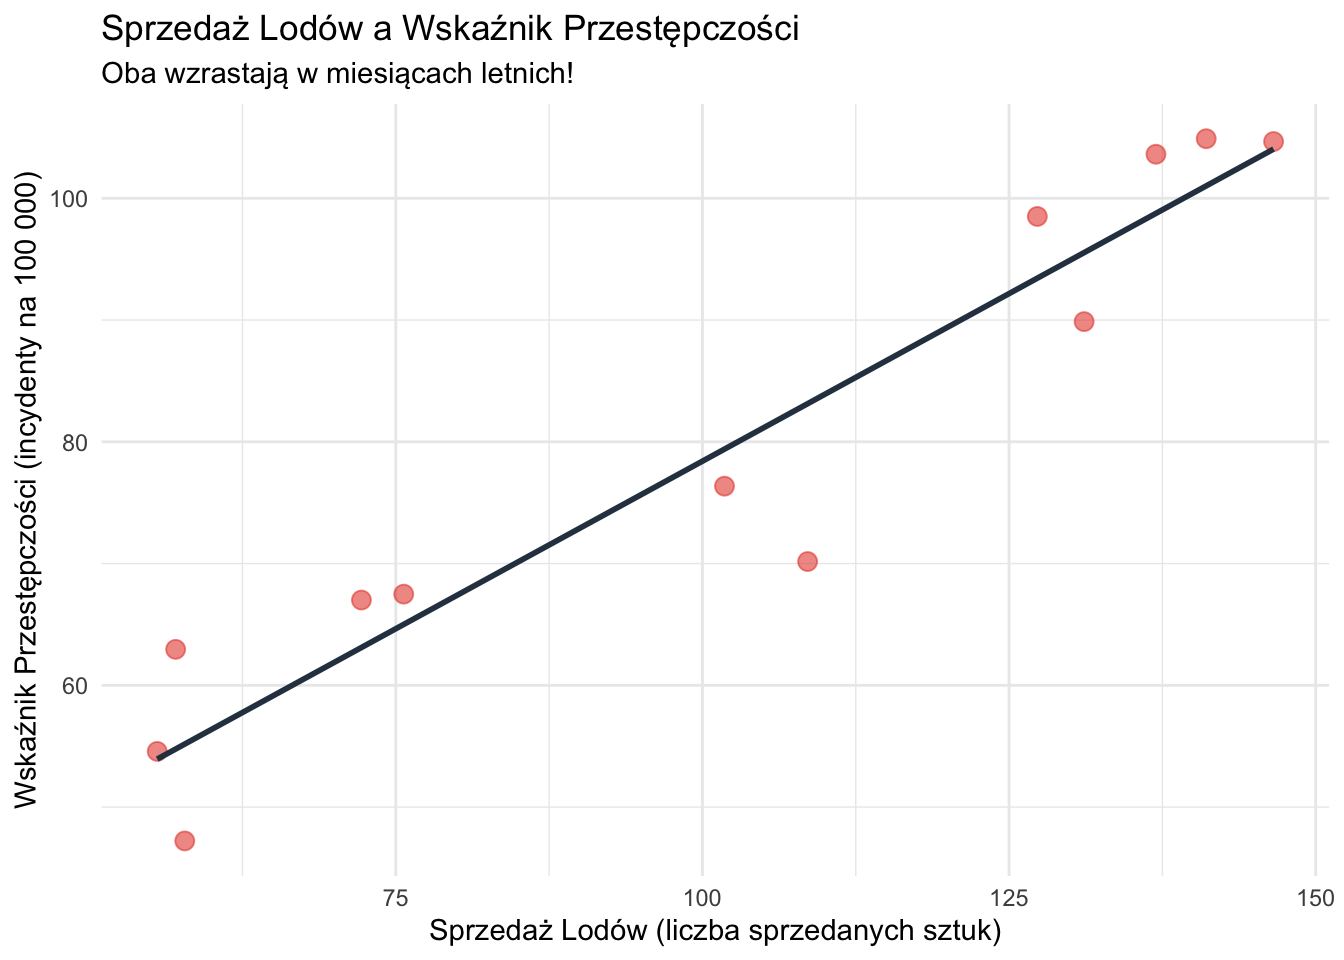 Sprzedaż Lodów a Wskaźnik Przestępczości
Oba wzrastają w miesiącach letnich!
Wskaźnik Przestępczości (incydenty na 100 000)
100
80
60
75
100
125
150
Sprzedaż Lodów (liczba sprzedanych sztuk)